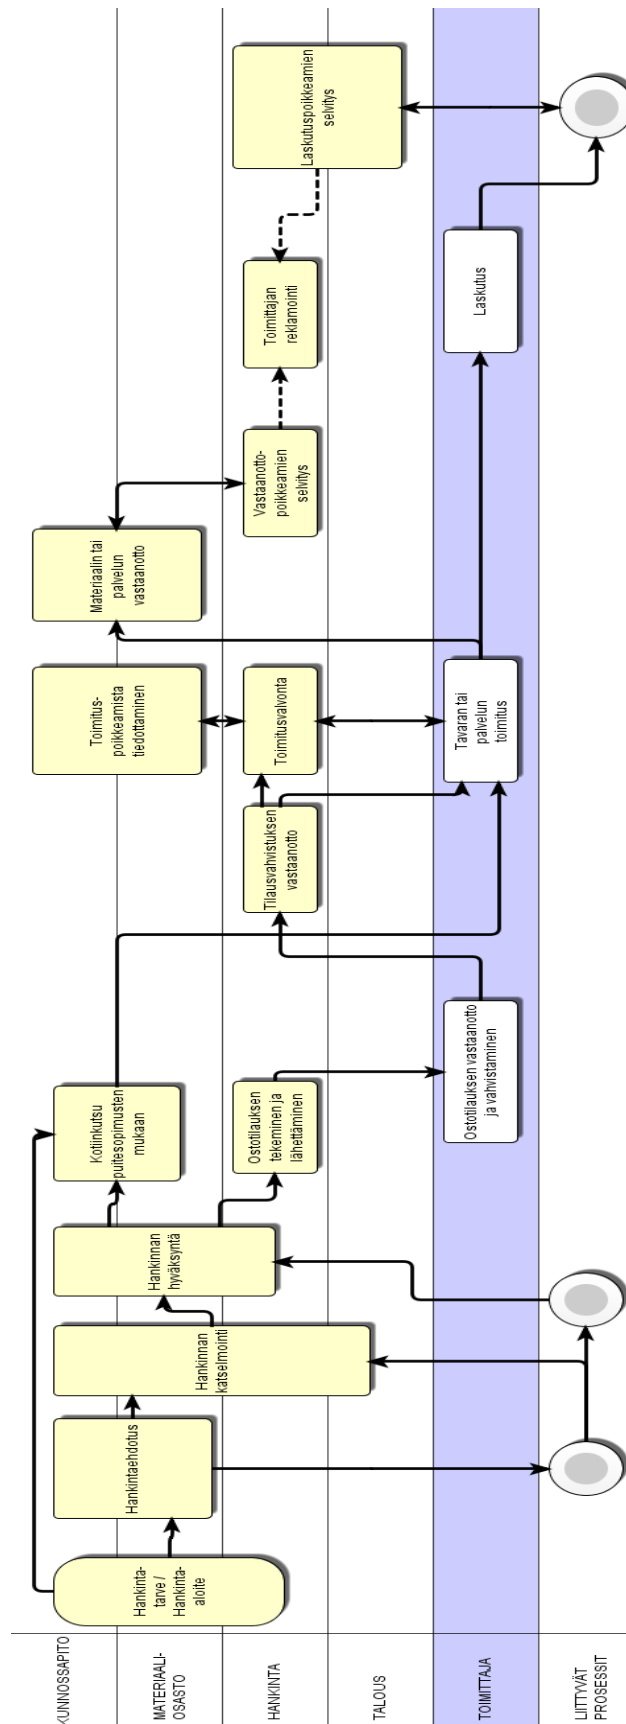 KUNNOSSAPITO
MATERIAALI-
OSASTO
HANKINTA
TALOUS
TOIMITTAJA
LIITTYVÄT
PROSESSIT
Hankinta-
tarve /
Hankinta-
aloite
Hankintaehdotus
Hankinnan
katselmointi
Hankinnan
hyväksyntä
Kotiinkutsu
puitesopimusten
mukaan
Ostotilauksen
tekeminen ja
lähettäminen
Ostotilauksen vastaanotto
ja vahvistaminen
Tilausvahvistuksen
vastaanotto
Toimitus-
poikkeamista
tiedottaminen
Toimitusvalvonta
Tavaran tai
palvelun
toimitus
Materiaalin tai
palvelun
vastaanotto
Vastaanotto-
poikkeamien
selvitys
Toimittajan
reklamointi
Laskutus
Laskutuspoikkeamien
selvitys